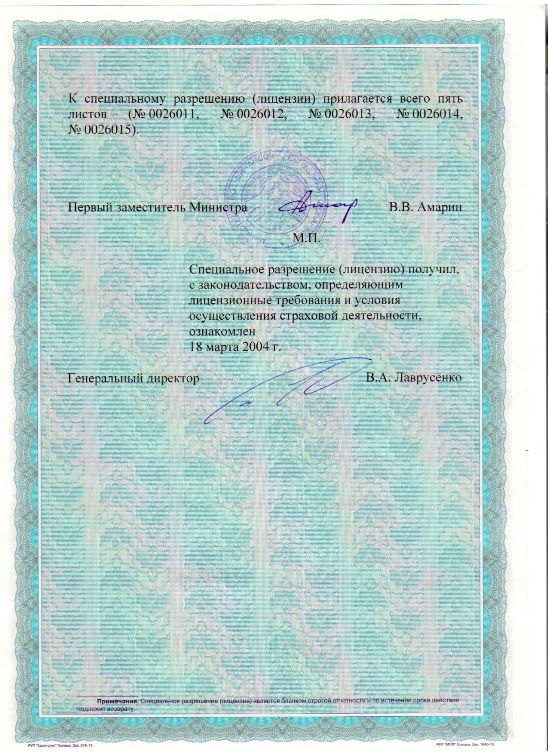 К специальному разрешению (лицензии) прилагается всего пять
листов (№ 0026011, № 0026012, № 0026013, № 0026014,
№ 0026015).
Первый заместитель Министра В.В. Амарин
М.П.
Специальное разрешение (лицензию) получил,
с законодательством, определяющим
лицензионные требования и условия
осуществления страховой деятельности,
ознакомлен
18 марта 2004 г.
Генеральный директор В.А. Лаврусенко
Примечание. Специальное разрешение (лицензия) является бланком строгой отчетности и по истечении срока действия
подлежит возврату.